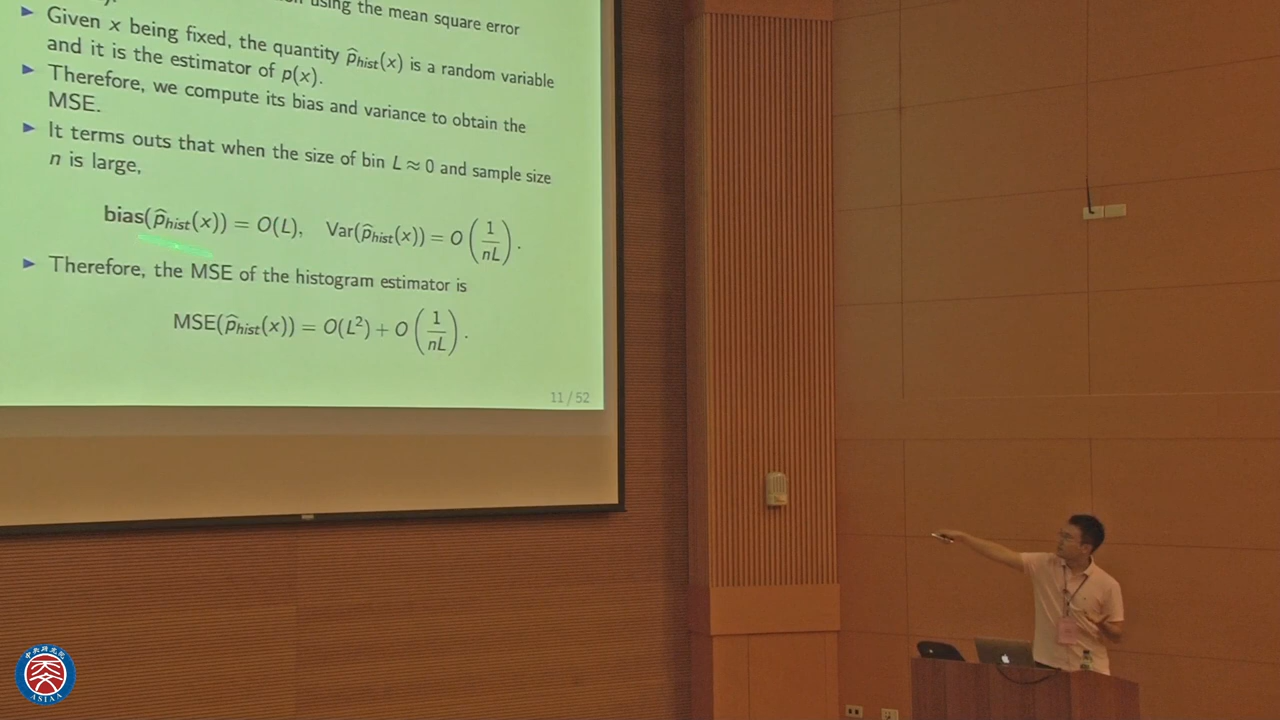 using the mean square error
▶ Given x being fixed, the quantity p̂_hist(x) is a random variable
and it is the estimator of p(x).
▶ Therefore, we compute its bias and variance to obtain the
MSE.
▶ It terms outs that when the size of bin L ≈ 0 and sample size
n is large,
bias(p̂_hist(x)) = O(L), Var(p̂_hist(x)) = O(1/nL).
▶ Therefore, the MSE of the histogram estimator is
MSE(p̂_hist(x)) = O(L²) + O(1/nL).
11 / 52
ASIAA